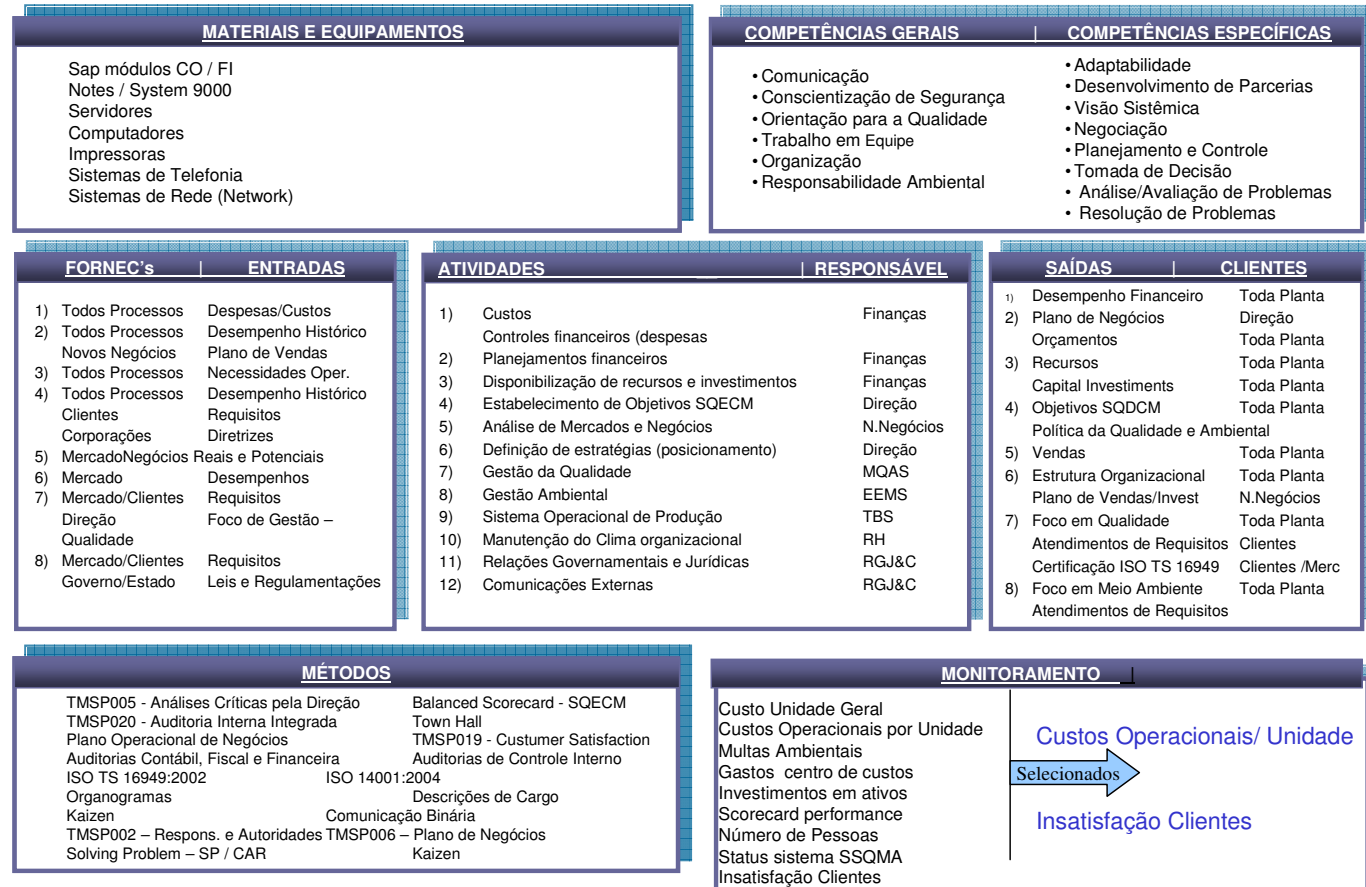 MATERIAIS E EQUIPAMENTOS
Sap módulos CO / FI
Notes / System 9000
Servidores
Computadores
Impressoras
Sistemas de Telefonia
Sistemas de Rede (Network)
COMPETÊNCIAS GERAIS | COMPETÊNCIAS ESPECÍFICAS
• Comunicação
• Conscientização de Segurança
• Orientação para a Qualidade
• Trabalho em Equipe
• Organização
• Responsabilidade Ambiental
• Adaptabilidade
• Desenvolvimento de Parcerias
• Visão Sistêmica
• Negociação
• Planejamento e Controle
• Tomada de Decisão
• Análise/Avaliação de Problemas
• Resolução de Problemas
FORNEC's | ENTRADAS
1) Todos Processos Despesas/Custos
2) Todos Processos Desempenho Histórico
Novos Negócios Plano de Vendas
3) Todos Processos Necessidades Oper.
4) Todos Processos Desempenho Histórico
Clientes Requisitos
Corporações Diretrizes
5) MercadoNegócios Reais e Potenciais
6) Mercado Desempenhos
7) Mercado/Clientes Requisitos
Direção Foco de Gestão –
Qualidade
8) Mercado/Clientes Requisitos
Governo/Estado Leis e Regulamentações
ATIVIDADES _ | RESPONSÁVEL
1) Custos Finanças
Controles financeiros (despesas
2) Planejamentos financeiros Finanças
3) Disponibilização de recursos e investimentos Finanças
4) Estabelecimento de Objetivos SQECM Direção
5) Análise de Mercados e Negócios N.Negócios
6) Definição de estratégias (posicionamento) Direção
7) Gestão da Qualidade MQAS
8) Gestão Ambiental EEMS
9) Sistema Operacional de Produção TBS
10) Manutenção do Clima organizacional RH
11) Relações Governamentais e Jurídicas RGJ&C
12) Comunicações Externas RGJ&C
SAÍDAS | CLIENTES
1) Desempenho Financeiro Toda Planta
2) Plano de Negócios Direção
Orçamentos Toda Planta
3) Recursos Toda Planta
Capital Investiments Toda Planta
4) Objetivos SQDCM Toda Planta
Política da Qualidade e Ambiental
5) Vendas Toda Planta
6) Estrutura Organizacional Toda Planta
Plano de Vendas/Invest N.Negócios
7) Foco em Qualidade Toda Planta
Atendimentos de Requisitos Clientes
Certificação ISO TS 16949 Clientes /Merc
8) Foco em Meio Ambiente Toda Planta
Atendimentos de Requisitos
MÉTODOS
TMSP005 - Análises Críticas pela Direção Balanced Scorecard - SQECM
TMSP020 - Auditoria Interna Integrada Town Hall
Plano Operacional de Negócios TMSP019 - Custumer Satisfaction
Auditorias Contábil, Fiscal e Financeira Auditorias de Controle Interno
ISO TS 16949:2002 ISO 14001:2004
Organogramas Descrições de Cargo
Kaizen Comunicação Binária
TMSP002 – Respons. e Autoridades TMSP006 – Plano de Negócios
Solving Problem – SP / CAR Kaizen
MONITORAMENTO |
Custo Unidade Geral
Custos Operacionais por Unidade
Multas Ambientais
Gastos centro de custos
Investimentos em ativos
Scorecard performance
Número de Pessoas
Status sistema SSQMA
Insatisfação Clientes
Selecionados
Custos Operacionais/ Unidade
Insatisfação Clientes